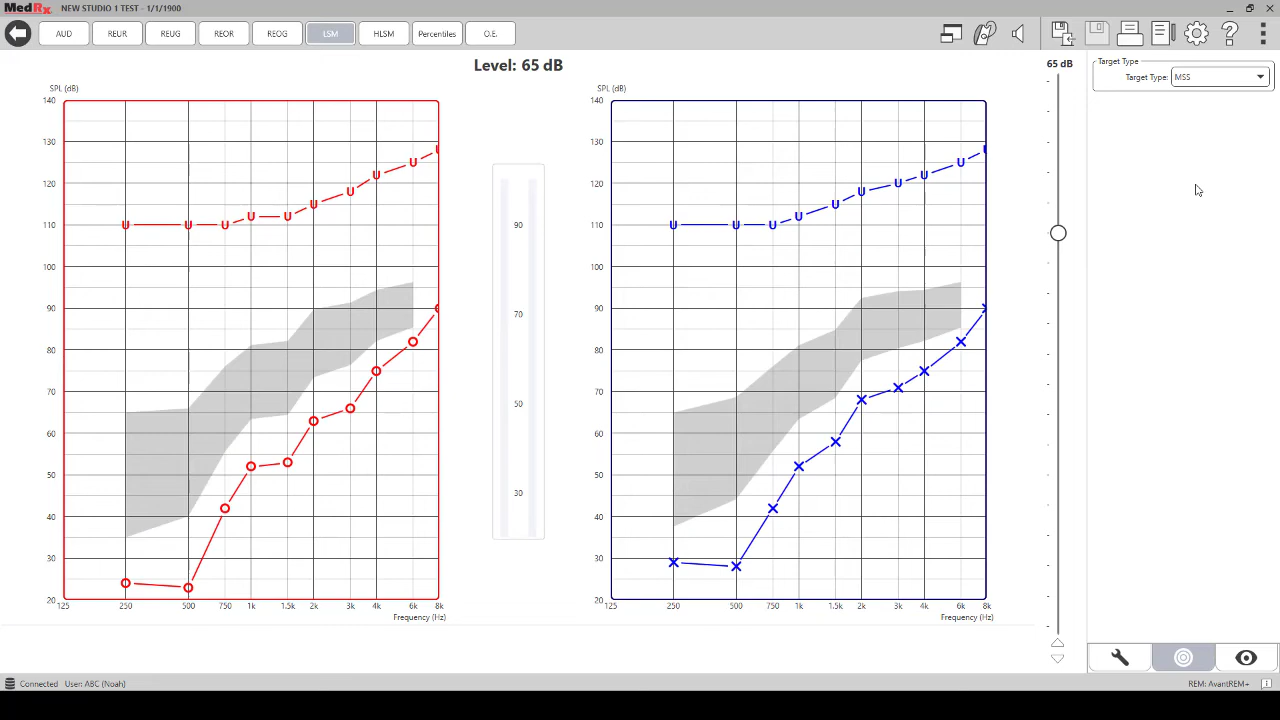 MedRx NEW STUDIO 1 TEST - 1/1/1900
AUD REUR REUG REOR REOG LSM HLSM Percentiles O.E.
Level: 65 dB
65 dB
Target Type
Target Type: MSS
SPL (dB)
140
130
120
110
100
90
80
70
60
50
40
30
20
125 250 500 750 1k 1.5k 2k 3k 4k 6k 8k
Frequency (Hz)
90
70
50
30
SPL (dB)
140
130
120
110
100
90
80
70
60
50
40
30
20
125 250 500 750 1k 1.5k 2k 3k 4k 6k 8k
Frequency (Hz)
Connected User: ABC (Noah)
REM: AvantREM+